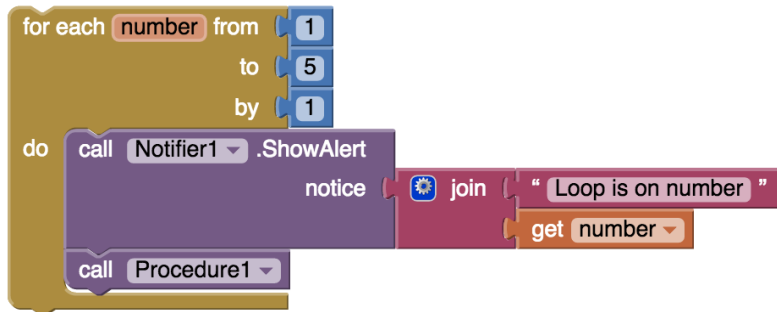 for each number from 1
to 5
by 1
do call Notifier1 .ShowAlert
notice join “ Loop is on number ”
get number
call Procedure1